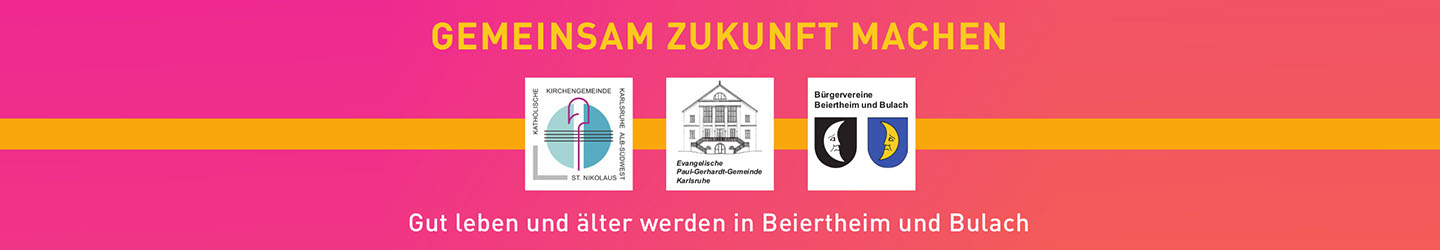 GEMEINSAM ZUKUNFT MACHEN
KATHOLISCHE
KIRCHENGEMEINDE
KARLSRUHE ALB-SÜDWEST
ST. NIKOLAUS
Evangelische
Paul-Gerhardt-Gemeinde
Karlsruhe
Bürgervereine
Beiertheim und Bulach
Gut leben und älter werden in Beiertheim und Bulach